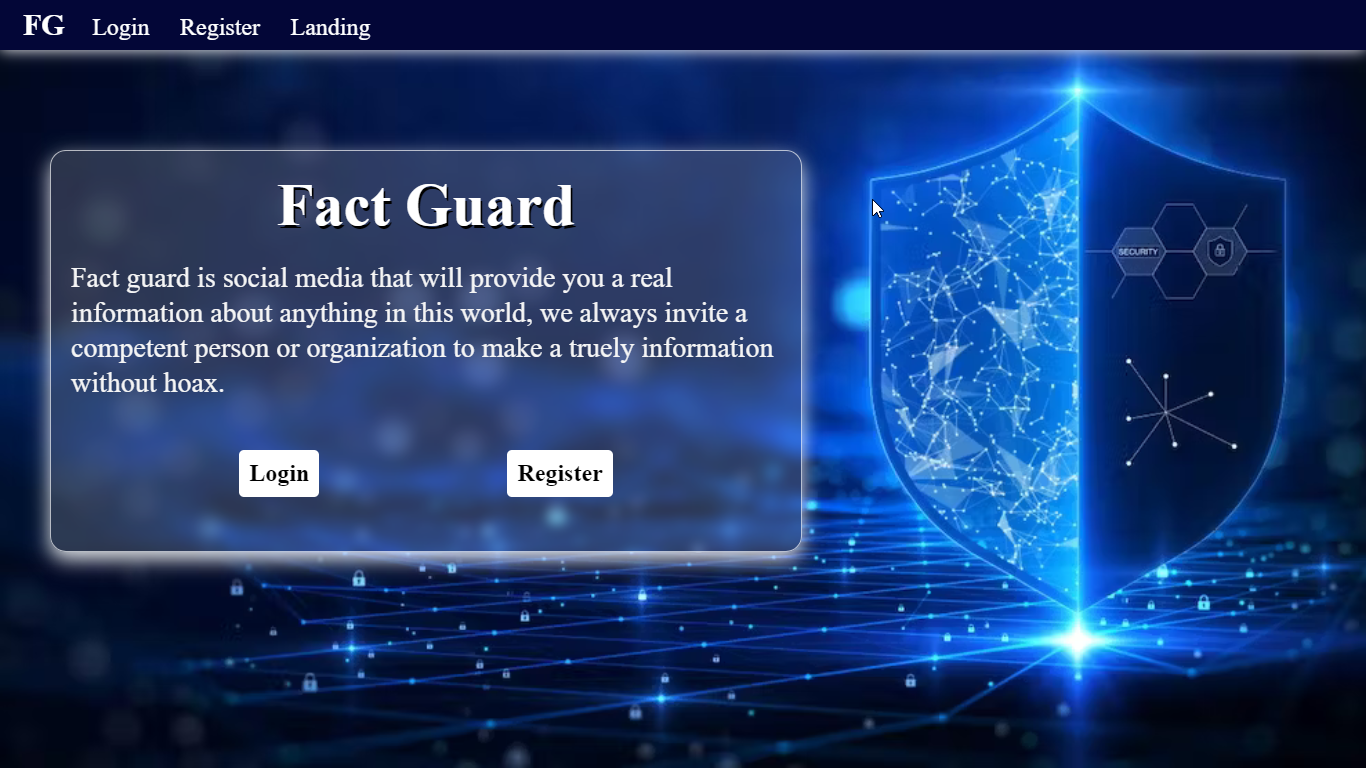 FG Login Register Landing
Fact Guard
Fact guard is social media that will provide you a real
information about anything in this world, we always invite a
competent person or organization to make a truely information
without hoax.
Login Register
SECURITY